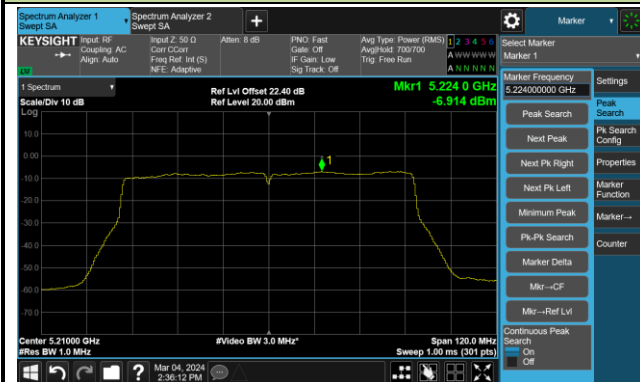 Spectrum Analyzer 1
Swept SA
Spectrum Analyzer 2
Swept SA
+
Marker
KEYSIGHT
Input: RF
Coupling: AC
Align: Auto
Input Z: 50 Ω
Corr CCorr
Freq Ref: Int (S)
NFE: Adaptive
Atten: 8 dB
PNO: Fast
Gate: Off
IF Gain: Low
Sig Track: Off
Avg Type: Power (RMS)
Avg|Hold: 700/700
Trig: Free Run
1 2 3 4 5 6
A W W W W W
A N N N N N
Select Marker
Marker 1
1 Spectrum
Scale/Div 10 dB
Log
Ref Lvl Offset 22.40 dB
Ref Level 20.00 dBm
Mkr1 5.224 0 GHz
-6.914 dBm
10.0
0.00
-10.0
-20.0
-30.0
-40.0
-50.0
-60.0
-70.0
1
Center 5.21000 GHz
#Res BW 1.0 MHz
#Video BW 3.0 MHz*
Span 120.0 MHz
Sweep 1.00 ms (301 pts)
Marker Frequency
5.224000000 GHz
Peak Search
Next Peak
Next Pk Right
Next Pk Left
Minimum Peak
Pk-Pk Search
Marker Delta
Mkr→CF
Mkr→Ref Lvl
Continuous Peak
Search
On
Off
Settings
Peak
Search
Pk Search
Config
Properties
Marker
Function
Marker→
Counter
?
Mar 04, 2024
2:36:12 PM